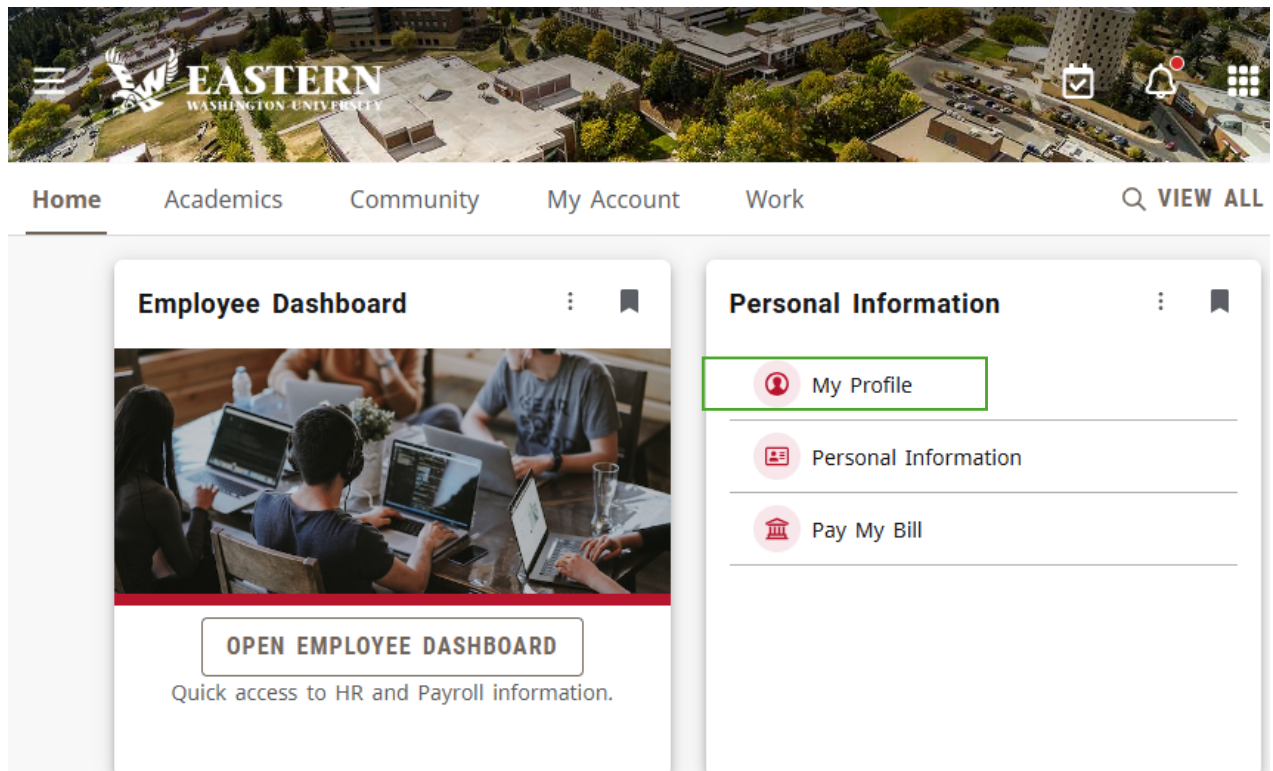 EASTERN
WASHINGTON UNIVERSITY
Home Academics Community My Account Work VIEW ALL
Employee Dashboard
OPEN EMPLOYEE DASHBOARD
Quick access to HR and Payroll information.
Personal Information
My Profile
Personal Information
Pay My Bill